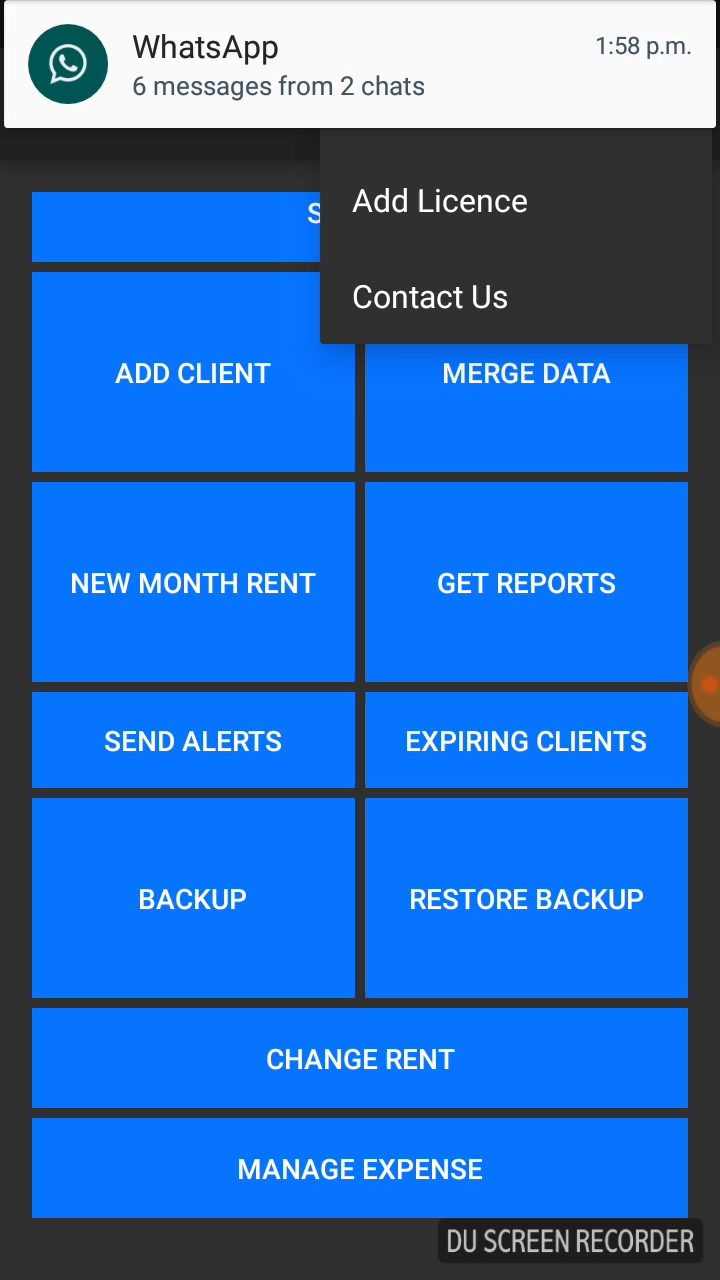 WhatsApp
1:58 p.m.
6 messages from 2 chats
Add Licence
Contact Us
ADD CLIENT
MERGE DATA
NEW MONTH RENT
GET REPORTS
SEND ALERTS
EXPIRING CLIENTS
BACKUP
RESTORE BACKUP
CHANGE RENT
MANAGE EXPENSE
DU SCREEN RECORDER